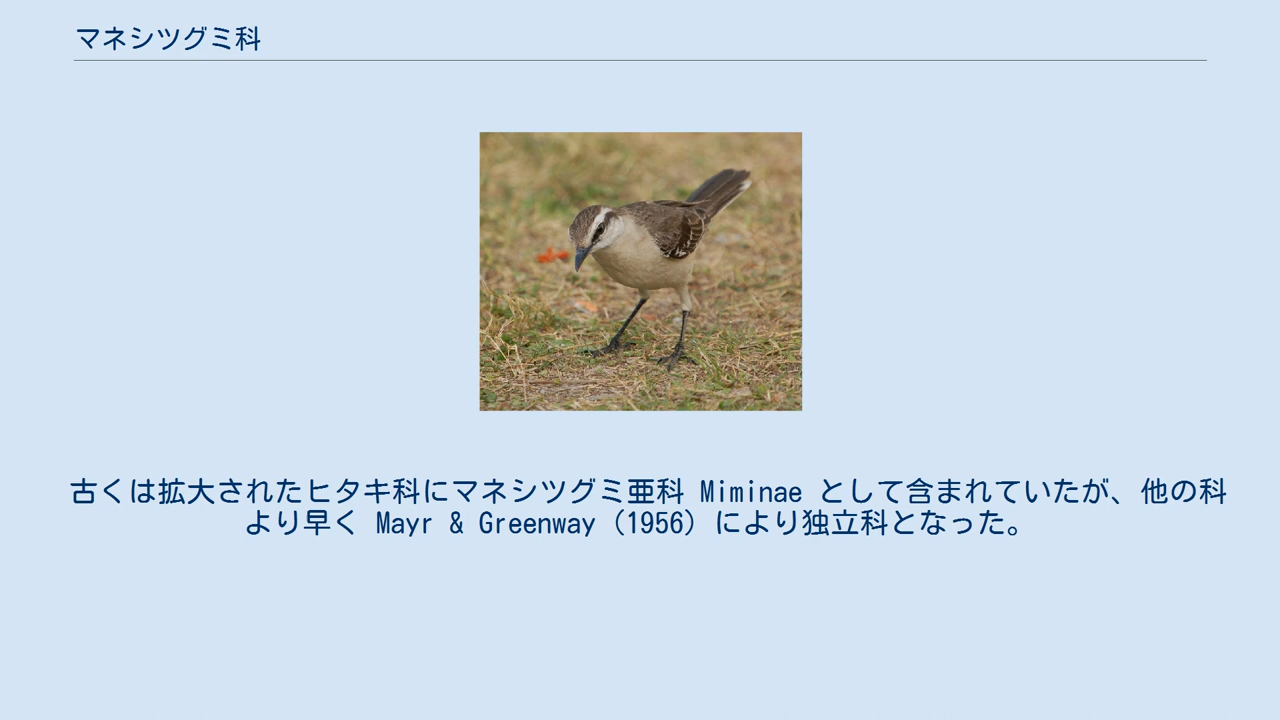 マネシツグミ科
古くは拡大されたヒタキ科にマネシツグミ亜科 Miminae として含まれていたが、他の科
より早く Mayr & Greenway (1956) により独立科となった。